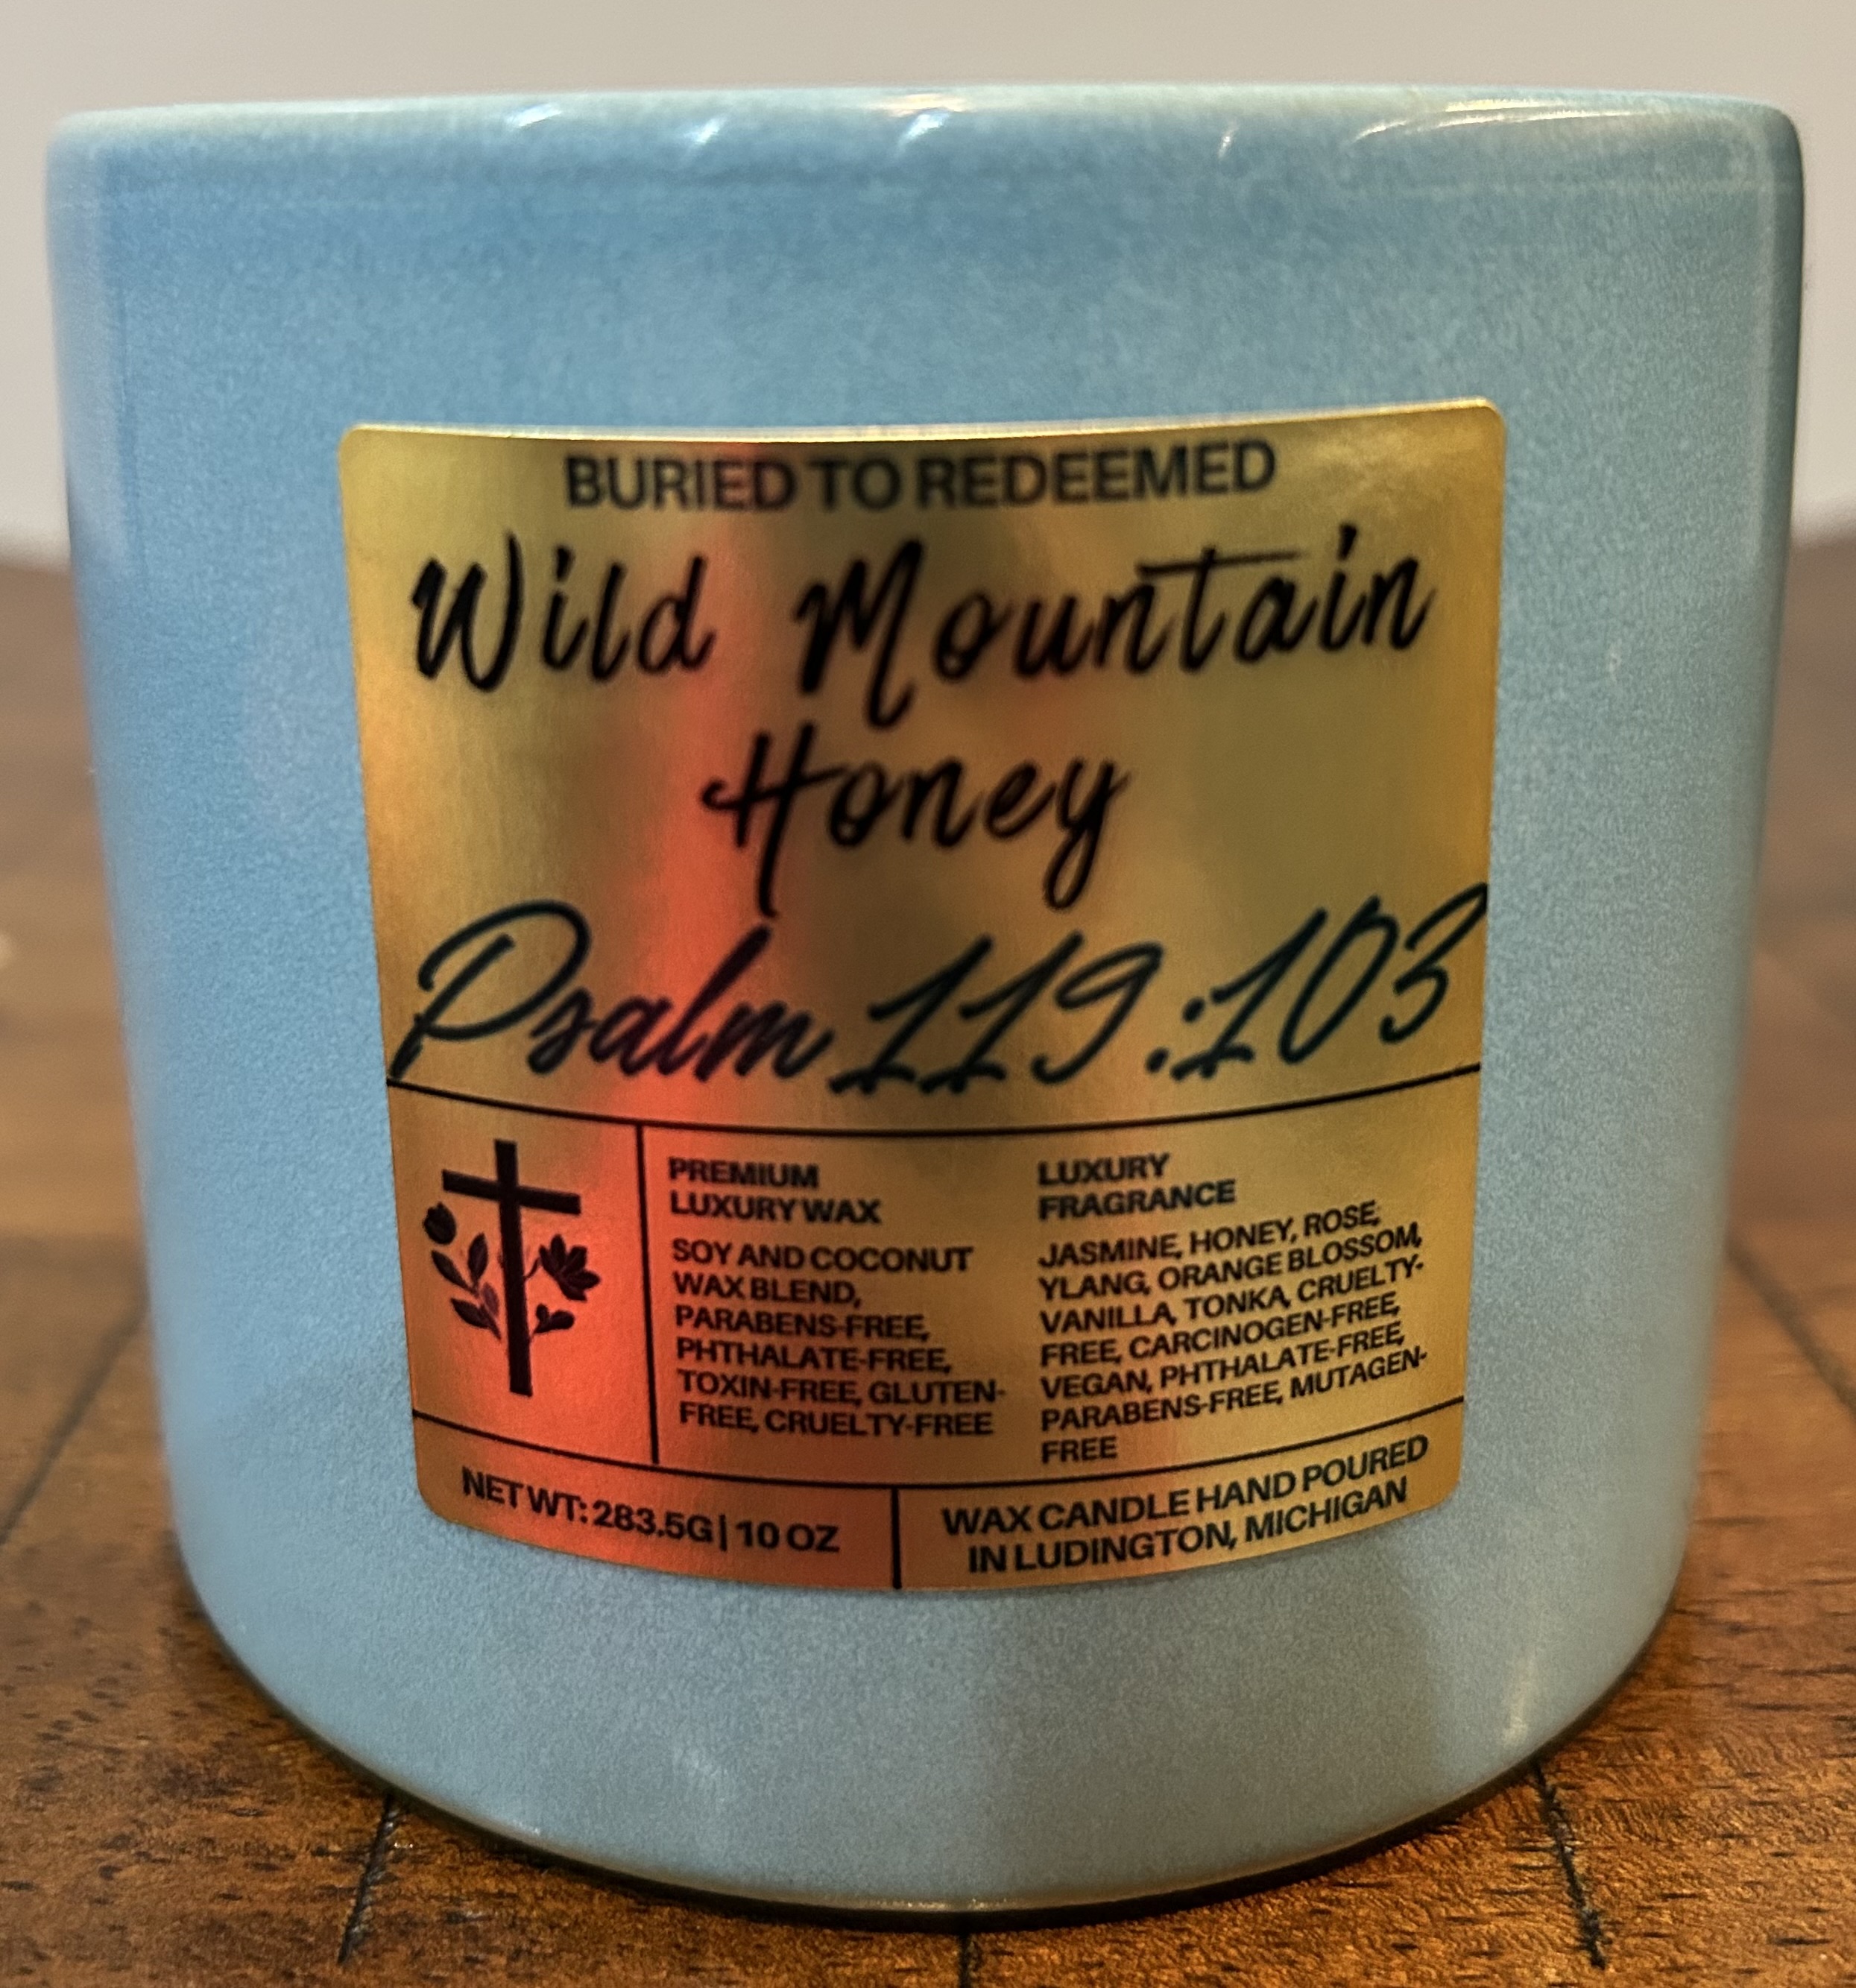 BURIED TO REDEEMED
Wild Mountain
Honey
Psalm 119:103
PREMIUM
LUXURY WAX
SOY AND COCONUT
WAX BLEND,
PARABENS-FREE,
PHTHALATE-FREE,
TOXIN-FREE, GLUTEN-
FREE, CRUELTY-FREE
LUXURY
FRAGRANCE
JASMINE, HONEY, ROSE,
YLANG, ORANGE BLOSSOM,
VANILLA, TONKA, CRUELTY-
FREE, CARCINOGEN-FREE,
VEGAN, PHTHALATE-FREE,
PARABENS-FREE, MUTAGEN-
FREE
NET WT: 283.5G | 10 OZ
WAX CANDLE HAND POURED
IN LUDINGTON, MICHIGAN